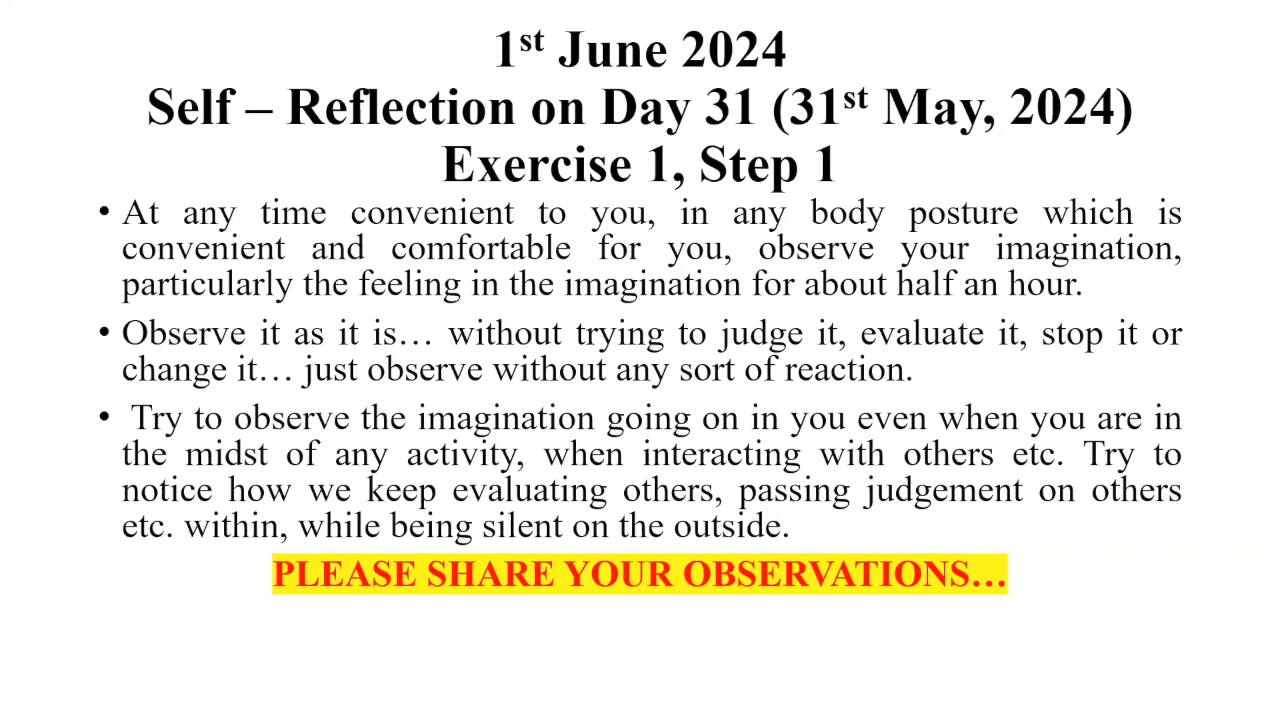 1st June 2024
Self – Reflection on Day 31 (31st May, 2024)
Exercise 1, Step 1
• At any time convenient to you, in any body posture which is
convenient and comfortable for you, observe your imagination,
particularly the feeling in the imagination for about half an hour.
• Observe it as it is… without trying to judge it, evaluate it, stop it or
change it… just observe without any sort of reaction.
• Try to observe the imagination going on in you even when you are in
the midst of any activity, when interacting with others etc. Try to
notice how we keep evaluating others, passing judgement on others
etc. within, while being silent on the outside.
PLEASE SHARE YOUR OBSERVATIONS…